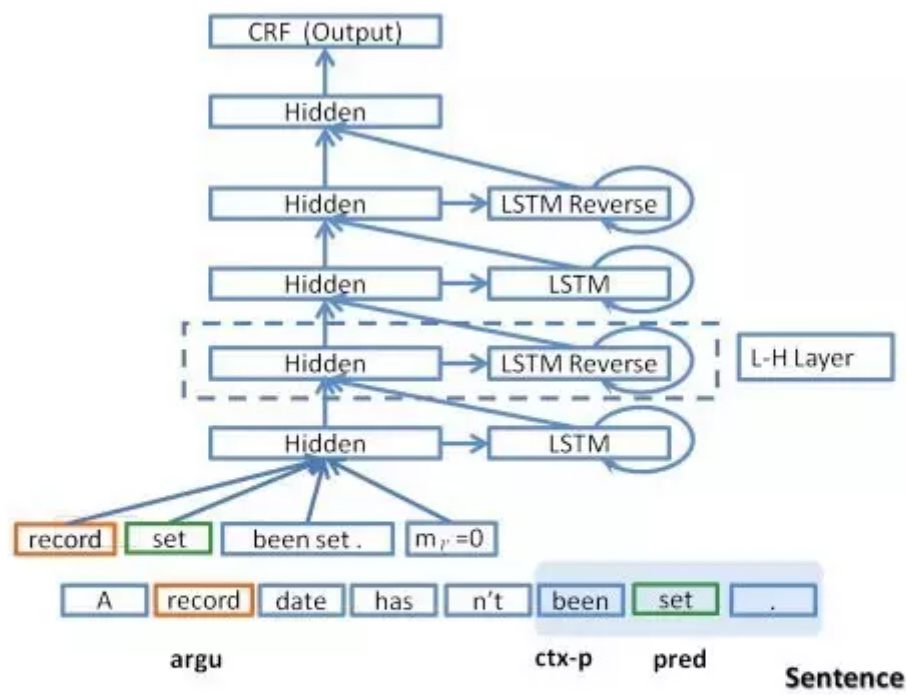 CRF (Output)
Hidden
Hidden LSTM Reverse
Hidden LSTM
Hidden LSTM Reverse L-H Layer
Hidden LSTM
record set been set . mᵣ =0
A record date has n't been set .
argu ctx-p pred
Sentence